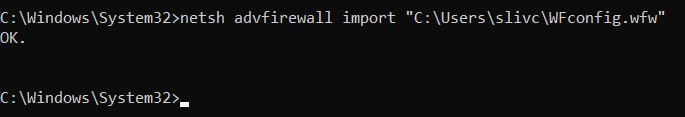 C:\Windows\System32>netsh advfirewall import "C:\Users\slivc\WFconfig.wfw"
OK.
C:\Windows\System32>